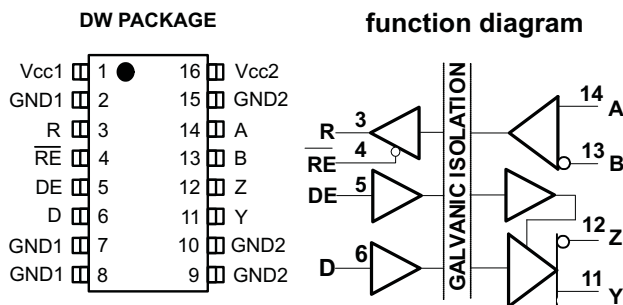 DW PACKAGE
Vcc1 1 16 Vcc2
GND1 2 15 GND2
R 3 14 A
RE 4 13 B
DE 5 12 Z
D 6 11 Y
GND1 7 10 GND2
GND1 8 9 GND2
function diagram
GALVANIC ISOLATION
R 3
RE 4
DE 5
D 6
14 A
13 B
12 Z
11 Y